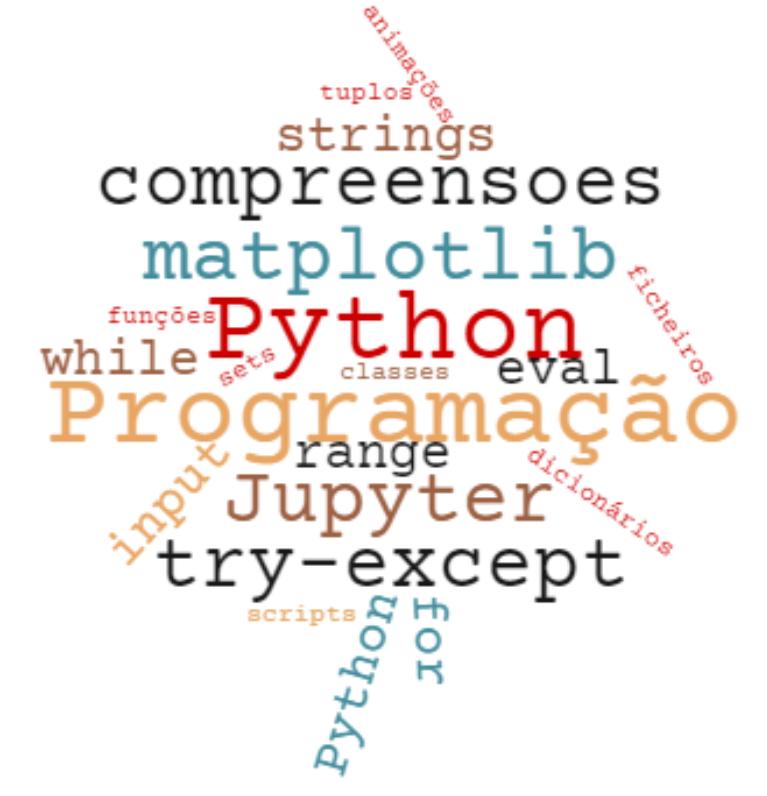 animações
tuplos
strings
compreensoes
matplotlib
ficheiros
Python
funções
while
sets
classes
eval
Programação
range
input
dicionários
Jupyter
try-except
scripts
Python
for